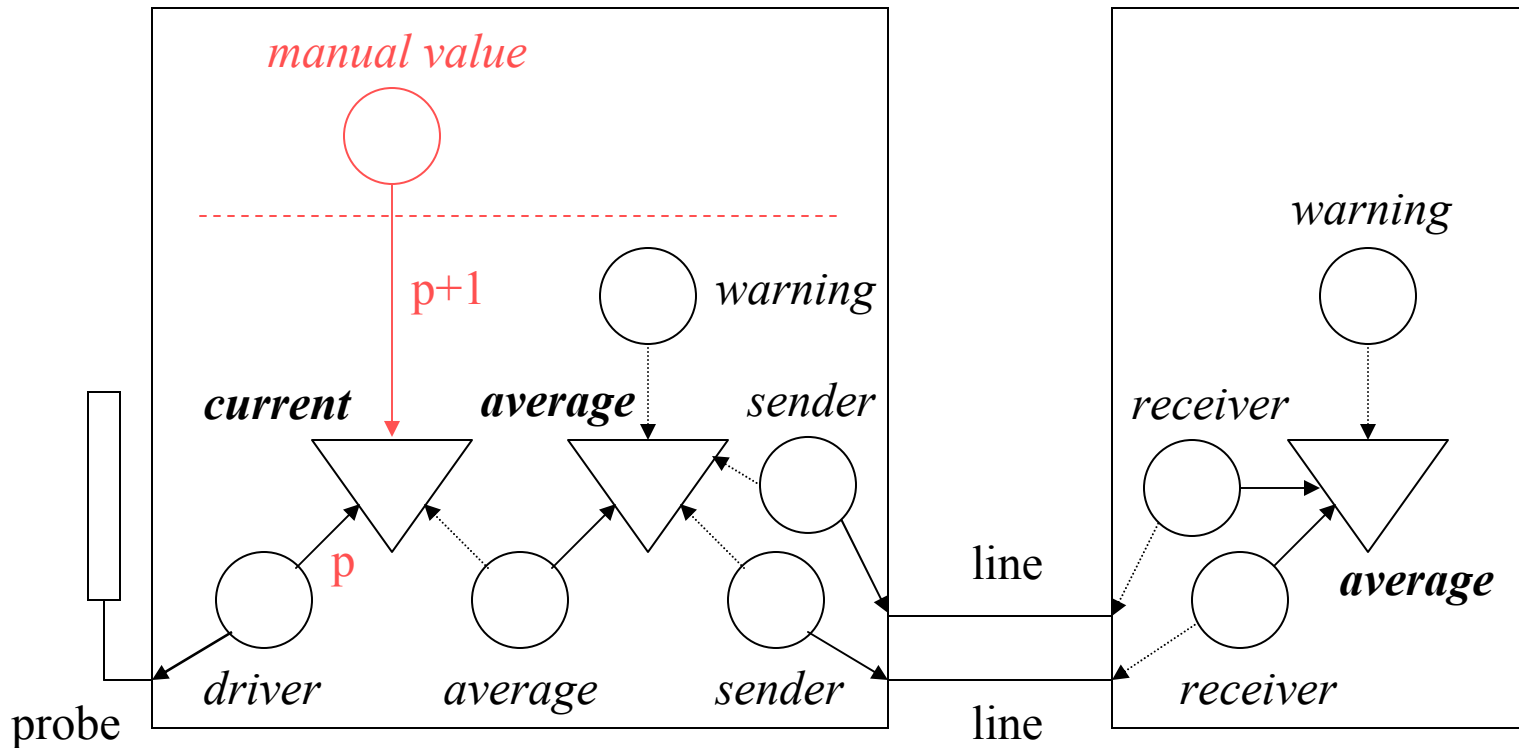 manual value
p+1
warning
warning
current
average
sender
receiver
p
line
average
driver
average
sender
receiver
probe
line